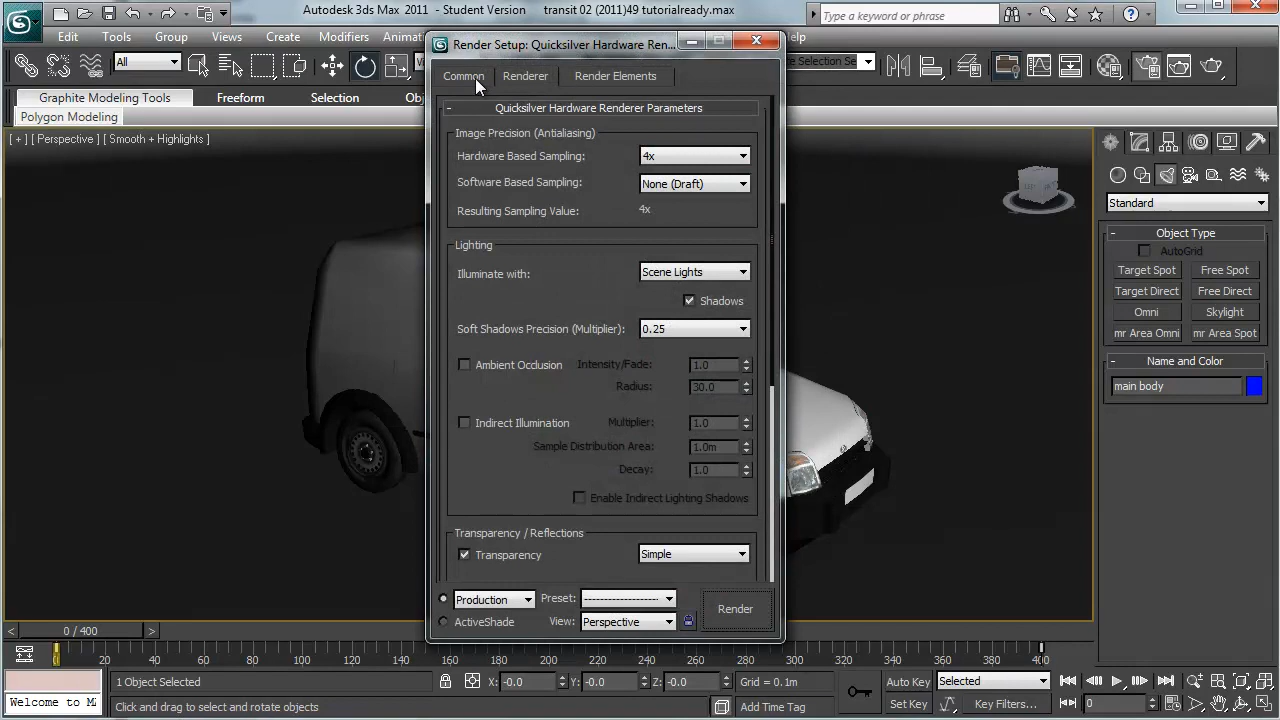 Autodesk 3ds Max 2011 - Student Version transit 02 (2011)49 tutorialready.max
Type a keyword or phrase
Edit Tools Group Views Create Modifiers
All
Graphite Modeling Tools Freeform Selection
Polygon Modeling
[ + ] [ Perspective ] [ Smooth + Highlights ]
Render Setup: Quicksilver Hardware Ren...
Common Renderer Render Elements
- Quicksilver Hardware Renderer Parameters
Image Precision (Antialiasing)
Hardware Based Sampling: 4x
Software Based Sampling: None (Draft)
Resulting Sampling Value: 4x
Lighting
Illuminate with: Scene Lights
Shadows
Soft Shadows Precision (Multiplier): 0.25
Ambient Occlusion Intensity/Fade: 1.0
Radius: 30.0
Indirect Illumination Multiplier: 1.0
Sample Distribution Area: 1.0m
Decay: 1.0
Enable Indirect Lighting Shadows
Transparency / Reflections
Transparency Simple
Production Preset: Render
ActiveShade View: Perspective
Standard
- Object Type
AutoGrid
Target Spot Free Spot
Target Direct Free Direct
Omni Skylight
mr Area Omni mr Area Spot
- Name and Color
main body
< 0 / 400 >
20 40 60 80 100 120 140 160 180 200 220 240 260 280 300 320 340 360 380 400
1 Object Selected X: -0.0 Y: -0.0 Z: -0.0 Grid = 0.1m Auto Key Selected
Click and drag to select and rotate objects Add Time Tag Set Key Key Filters... 0